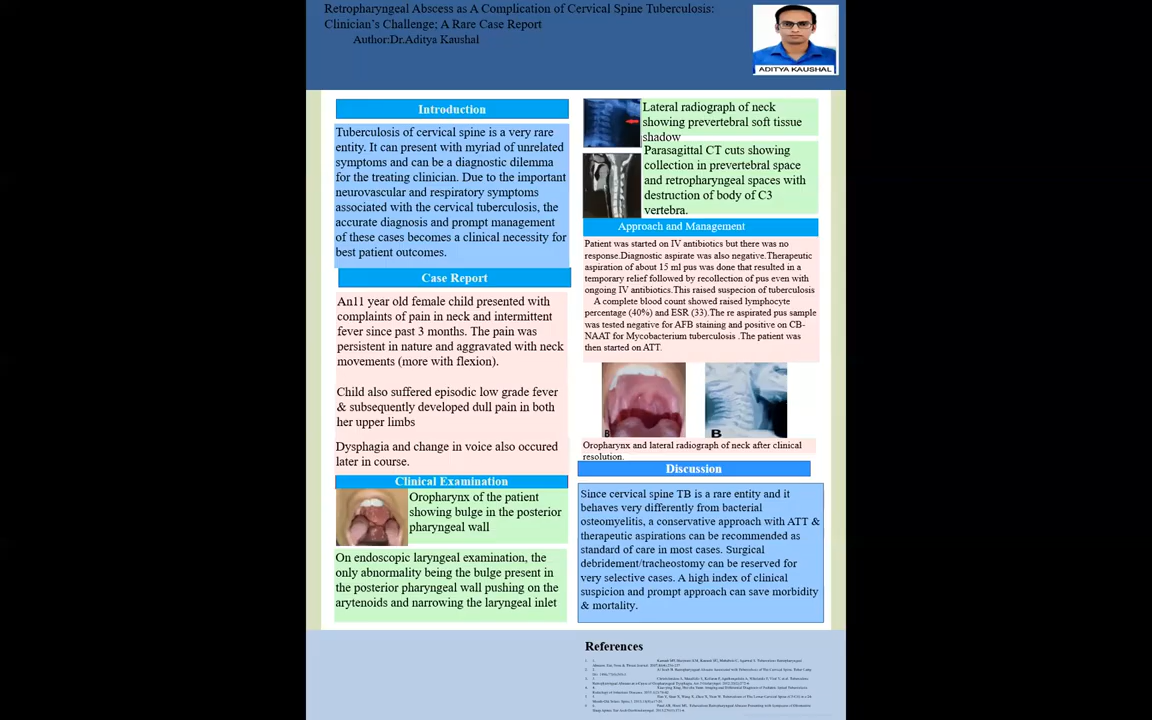 Retropharyngeal Abscess as A Complication of Cervical Spine Tuberculosis:
Clinician's Challenge; A Rare Case Report
Author:Dr.Aditya Kaushal
ADITYA KAUSHAL
Introduction
Tuberculosis of cervical spine is a very rare
entity. It can present with myriad of unrelated
symptoms and can be a diagnostic dilemma
for the treating clinician. Due to the important
neurovascular and respiratory symptoms
associated with the cervical tuberculosis, the
accurate diagnosis and prompt management
of these cases becomes a clinical necessity for
best patient outcomes.
Case Report
An11 year old female child presented with
complaints of pain in neck and intermittent
fever since past 3 months. The pain was
persistent in nature and aggravated with neck
movements (more with flexion).
Child also suffered episodic low grade fever
& subsequently developed dull pain in both
her upper limbs
Dysphagia and change in voice also occured
later in course.
Clinical Examination
Oropharynx of the patient
showing bulge in the posterior
pharyngeal wall
On endoscopic laryngeal examination, the
only abnormality being the bulge present in
the posterior pharyngeal wall pushing on the
arytenoids and narrowing the laryngeal inlet
Lateral radiograph of neck
showing prevertebral soft tissue
shadow
Parasagittal CT cuts showing
collection in prevertebral space
and retropharyngeal spaces with
destruction of body of C3
vertebra.
Approach and Management
Patient was started on IV antibiotics but there was no
response.Diagnostic aspirate was also negative.Therapeutic
aspiration of about 15 ml pus was done that resulted in a
temporary relief followed by recollection of pus even with
ongoing IV antibiotics.This raised suspecion of tuberculosis
A complete blood count showed raised lymphocyte
percentage (40%) and ESR (33).The re aspirated pus sample
was tested negative for AFB staining and positive on CB-
NAAT for Mycobacterium tuberculosis .The patient was
then started on ATT.
B
B
Oropharynx and lateral radiograph of neck after clinical
resolution.
Discussion
Since cervical spine TB is a rare entity and it
behaves very differently from bacterial
osteomyelitis, a conservative approach with ATT &
therapeutic aspirations can be recommended as
standard of care in most cases. Surgical
debridement/tracheostomy can be reserved for
very selective cases. A high index of clinical
suspicion and prompt approach can save morbidity
& mortality.
References